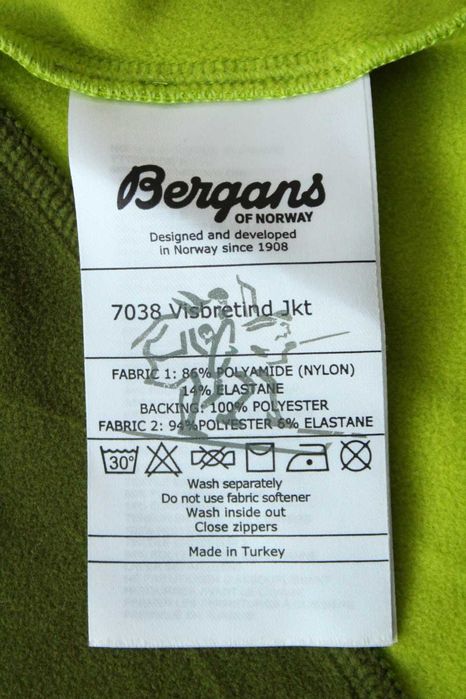 Bergans
OF NORWAY
Designed and developed
in Norway since 1908
7038 Visbretind Jkt
FABRIC 1: 86% POLYAMIDE (NYLON)
14% ELASTANE
BACKING: 100% POLYESTER
FABRIC 2: 94%POLYESTER 6% ELASTANE
30°
Wash separately
Do not use fabric softener
Wash inside out
Close zippers
Made in Turkey